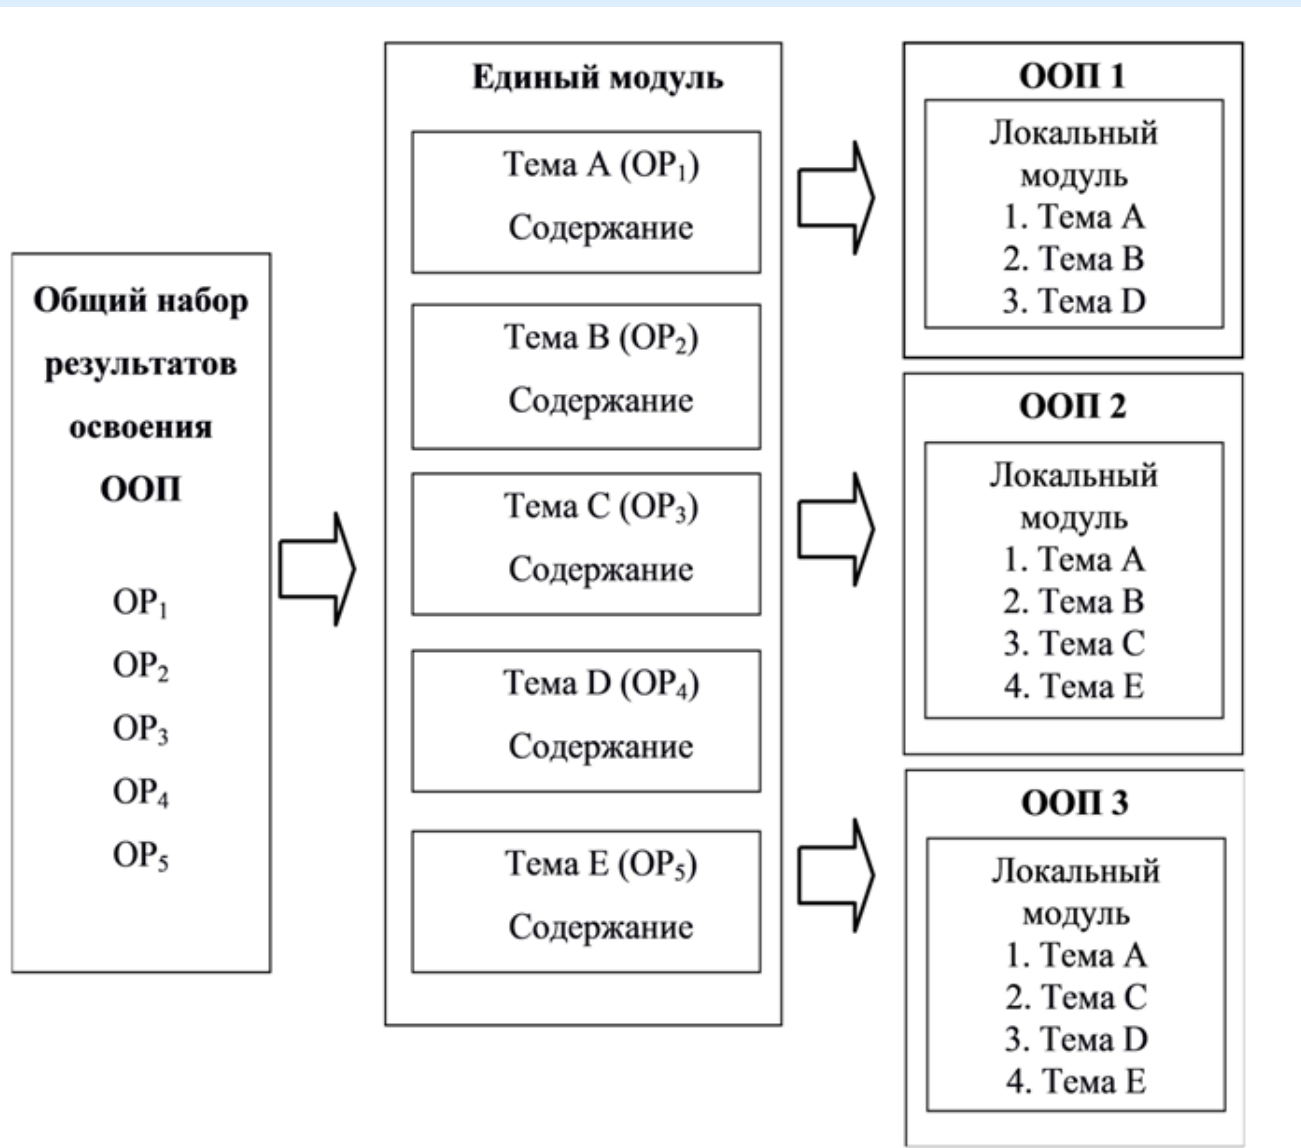 Общий набор
результатов
освоения
ООП
ОР₁
ОР₂
ОР₃
ОР₄
ОР₅
Единый модуль
Тема A (ОР₁)
Содержание
Тема B (ОР₂)
Содержание
Тема C (ОР₃)
Содержание
Тема D (ОР₄)
Содержание
Тема E (ОР₅)
Содержание
ООП 1
Локальный
модуль
1. Тема A
2. Тема B
3. Тема D
ООП 2
Локальный
модуль
1. Тема A
2. Тема B
3. Тема C
4. Тема E
ООП 3
Локальный
модуль
1. Тема A
2. Тема C
3. Тема D
4. Тема E